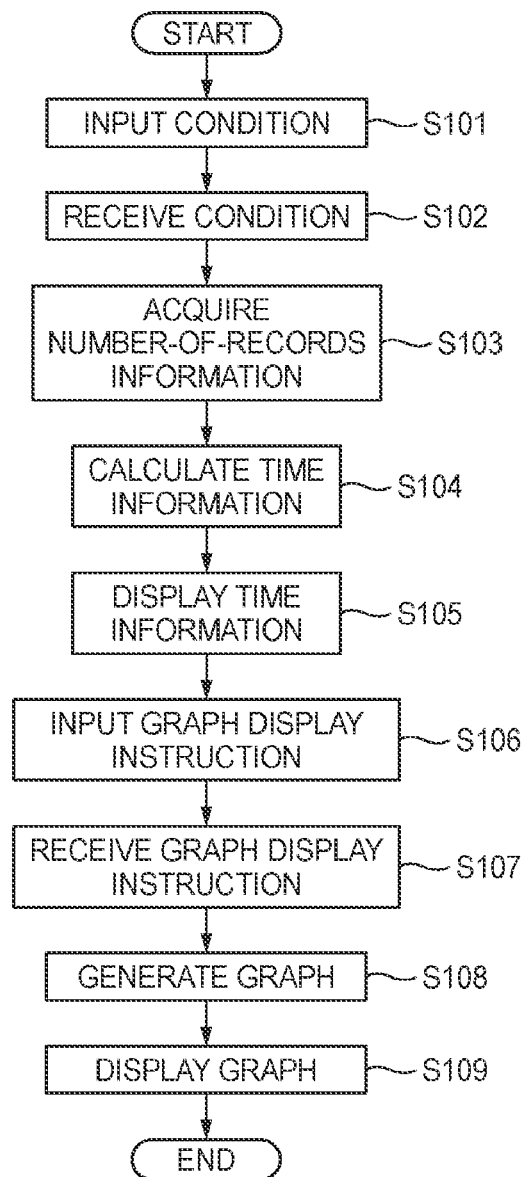 START
INPUT CONDITION
S101
RECEIVE CONDITION
S102
ACQUIRE
NUMBER-OF-RECORDS
INFORMATION
S103
CALCULATE TIME
INFORMATION
S104
DISPLAY TIME
INFORMATION
S105
INPUT GRAPH DISPLAY
INSTRUCTION
S106
RECEIVE GRAPH DISPLAY
INSTRUCTION
S107
GENERATE GRAPH
S108
DISPLAY GRAPH
S109
END